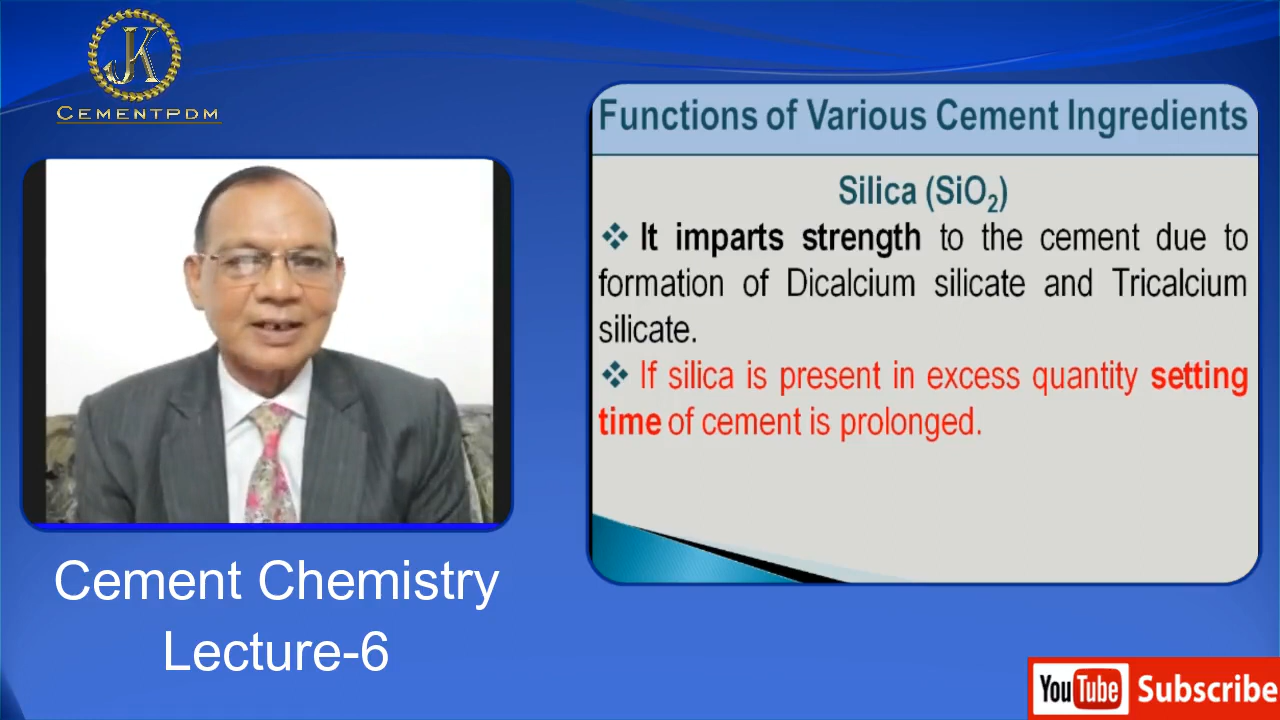 JK
CEMENTPDM
Functions of Various Cement Ingredients
Silica (SiO₂)
❖ It imparts strength to the cement due to
formation of Dicalcium silicate and Tricalcium
silicate.
❖ If silica is present in excess quantity setting
time of cement is prolonged.
Cement Chemistry
Lecture-6
YouTube Subscribe